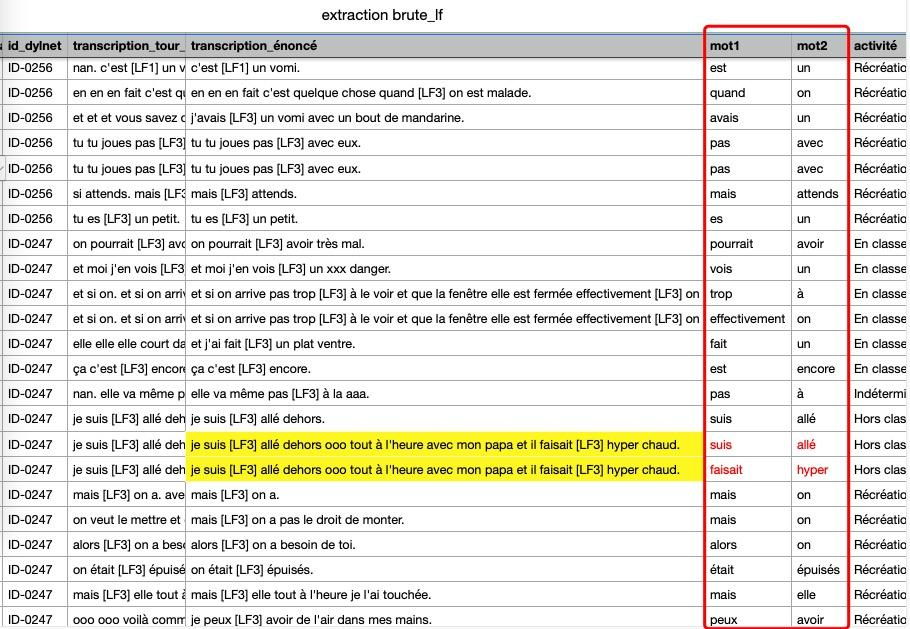 extraction brute_lf
id_dylnet transcription_tour_ transcription_énoncé mot1 mot2 activité
ID-0256 nan. c'est [LF1] un v c'est [LF1] un vomi. est un Récréatio
ID-0256 en en en fait c'est qu en en en fait c'est quelque chose quand [LF3] on est malade. quand on Récréatio
ID-0256 et et et vous savez d j'avais [LF3] un vomi avec un bout de mandarine. avais un Récréatio
ID-0256 tu tu joues pas [LF3] tu tu joues pas [LF3] avec eux. pas avec Récréatio
ID-0256 tu tu joues pas [LF3] tu tu joues pas [LF3] avec eux. pas avec Récréatio
ID-0256 si attends. mais [LF3 mais [LF3] attends. mais attends Récréatio
ID-0256 tu es [LF3] un petit. tu es [LF3] un petit. es un Récréatio
ID-0247 on pourrait [LF3] avo on pourrait [LF3] avoir très mal. pourrait avoir En classe
ID-0247 et moi j'en vois [LF3 et moi j'en vois [LF3] un xxx danger. vois un En classe
ID-0247 et si on. et si on arriv et si on arrive pas trop [LF3] à le voir et que la fenêtre elle est fermée effectivement [LF3] on trop à En classe
ID-0247 et si on. et si on arriv et si on arrive pas trop [LF3] à le voir et que la fenêtre elle est fermée effectivement [LF3] on effectivement on En classe
ID-0247 elle elle elle court da et j'ai fait [LF3] un plat ventre. fait un En classe
ID-0247 ça c'est [LF3] encore ça c'est [LF3] encore. est encore En classe
ID-0247 nan. elle va même p elle va même pas [LF3] à la aaa. pas à Indétermi
ID-0247 je suis [LF3] allé deh je suis [LF3] allé dehors. suis allé Hors clas
ID-0247 je suis [LF3] allé deh je suis [LF3] allé dehors ooo tout à l'heure avec mon papa et il faisait [LF3] hyper chaud. suis allé Hors clas
ID-0247 je suis [LF3] allé deh je suis [LF3] allé dehors ooo tout à l'heure avec mon papa et il faisait [LF3] hyper chaud. faisait hyper Hors clas
ID-0247 mais [LF3] on a. ave mais [LF3] on a. mais on Récréatio
ID-0247 on veut le mettre et mais [LF3] on a pas le droit de monter. mais on Récréatio
ID-0247 alors [LF3] on a beso alors [LF3] on a besoin de toi. alors on Récréatio
ID-0247 on était [LF3] épuisé on était [LF3] épuisés. était épuisés Récréatio
ID-0247 mais [LF3] elle tout à mais [LF3] elle tout à l'heure je l'ai touchée. mais elle Récréatio
ID-0247 ooo ooo voilà comm je peux [LF3] avoir de l'air dans mes mains. peux avoir Récréatio